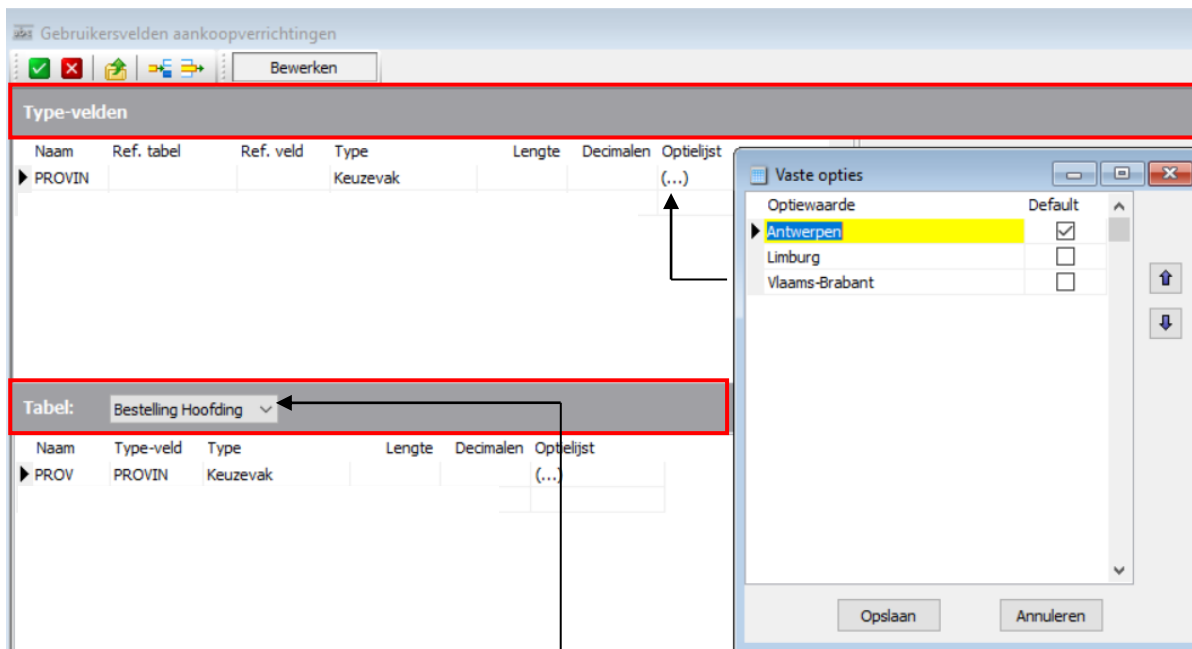 Gebruikersvelden aankoopverrichtingen
Bewerken
Type-velden
Naam Ref. tabel Ref. veld Type Lengte Decimalen Optielijst
PROVIN Keuzevak (...)
Vaste opties
Optiewaarde Default
Antwerpen
Limburg
Vlaams-Brabant
Tabel: Bestelling Hoofding
Naam Type-veld Type Lengte Decimalen Optielijst
PROV PROVIN Keuzevak (...)
Opslaan Annuleren